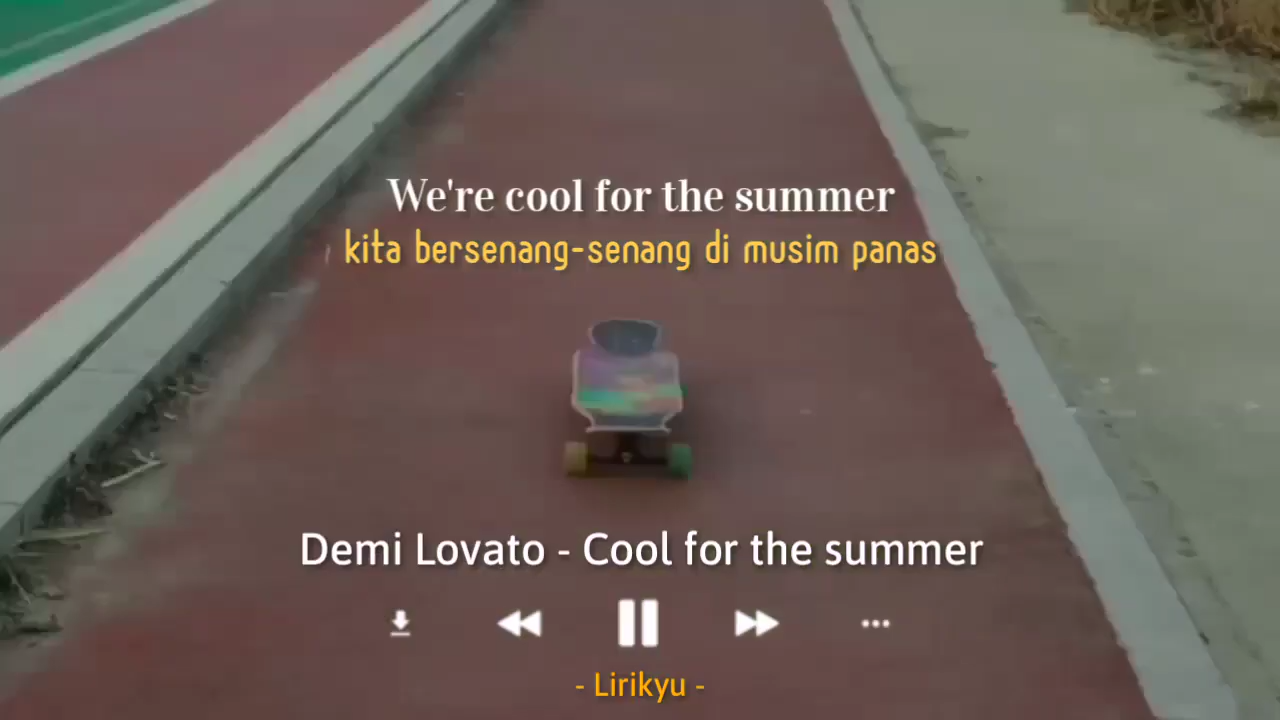 We're cool for the summer
kita bersenang-senang di musim panas
Demi Lovato - Cool for the summer
- Lirikyu -